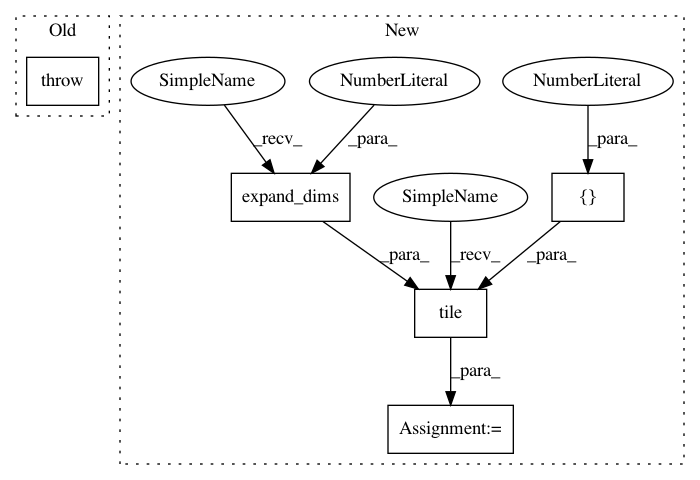 Old
New
throw
SimpleName
NumberLiteral
NumberLiteral
_recv_
_para_
_para_
expand_dims
SimpleName
{}
_para_
_recv_
_para_
tile
_para_
Assignment:=